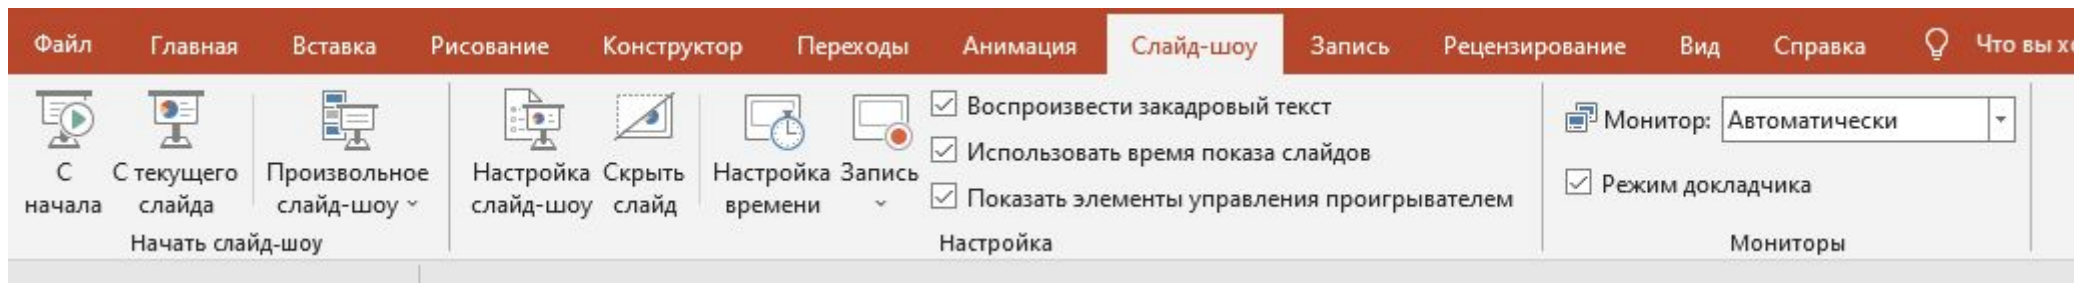 Файл Главная Вставка Рисование Конструктор Переходы Анимация Слайд-шоу Запись Рецензирование Вид Справка Что вы
С начала
С текущего слайда
Произвольное слайд-шоу
Начать слайд-шоу
Настройка слайд-шоу
Скрыть слайд
Настройка времени
Запись
Воспроизвести закадровый текст
Использовать время показа слайдов
Показать элементы управления проигрывателем
Настройка
Монитор: Автоматически
Режим докладчика
Мониторы